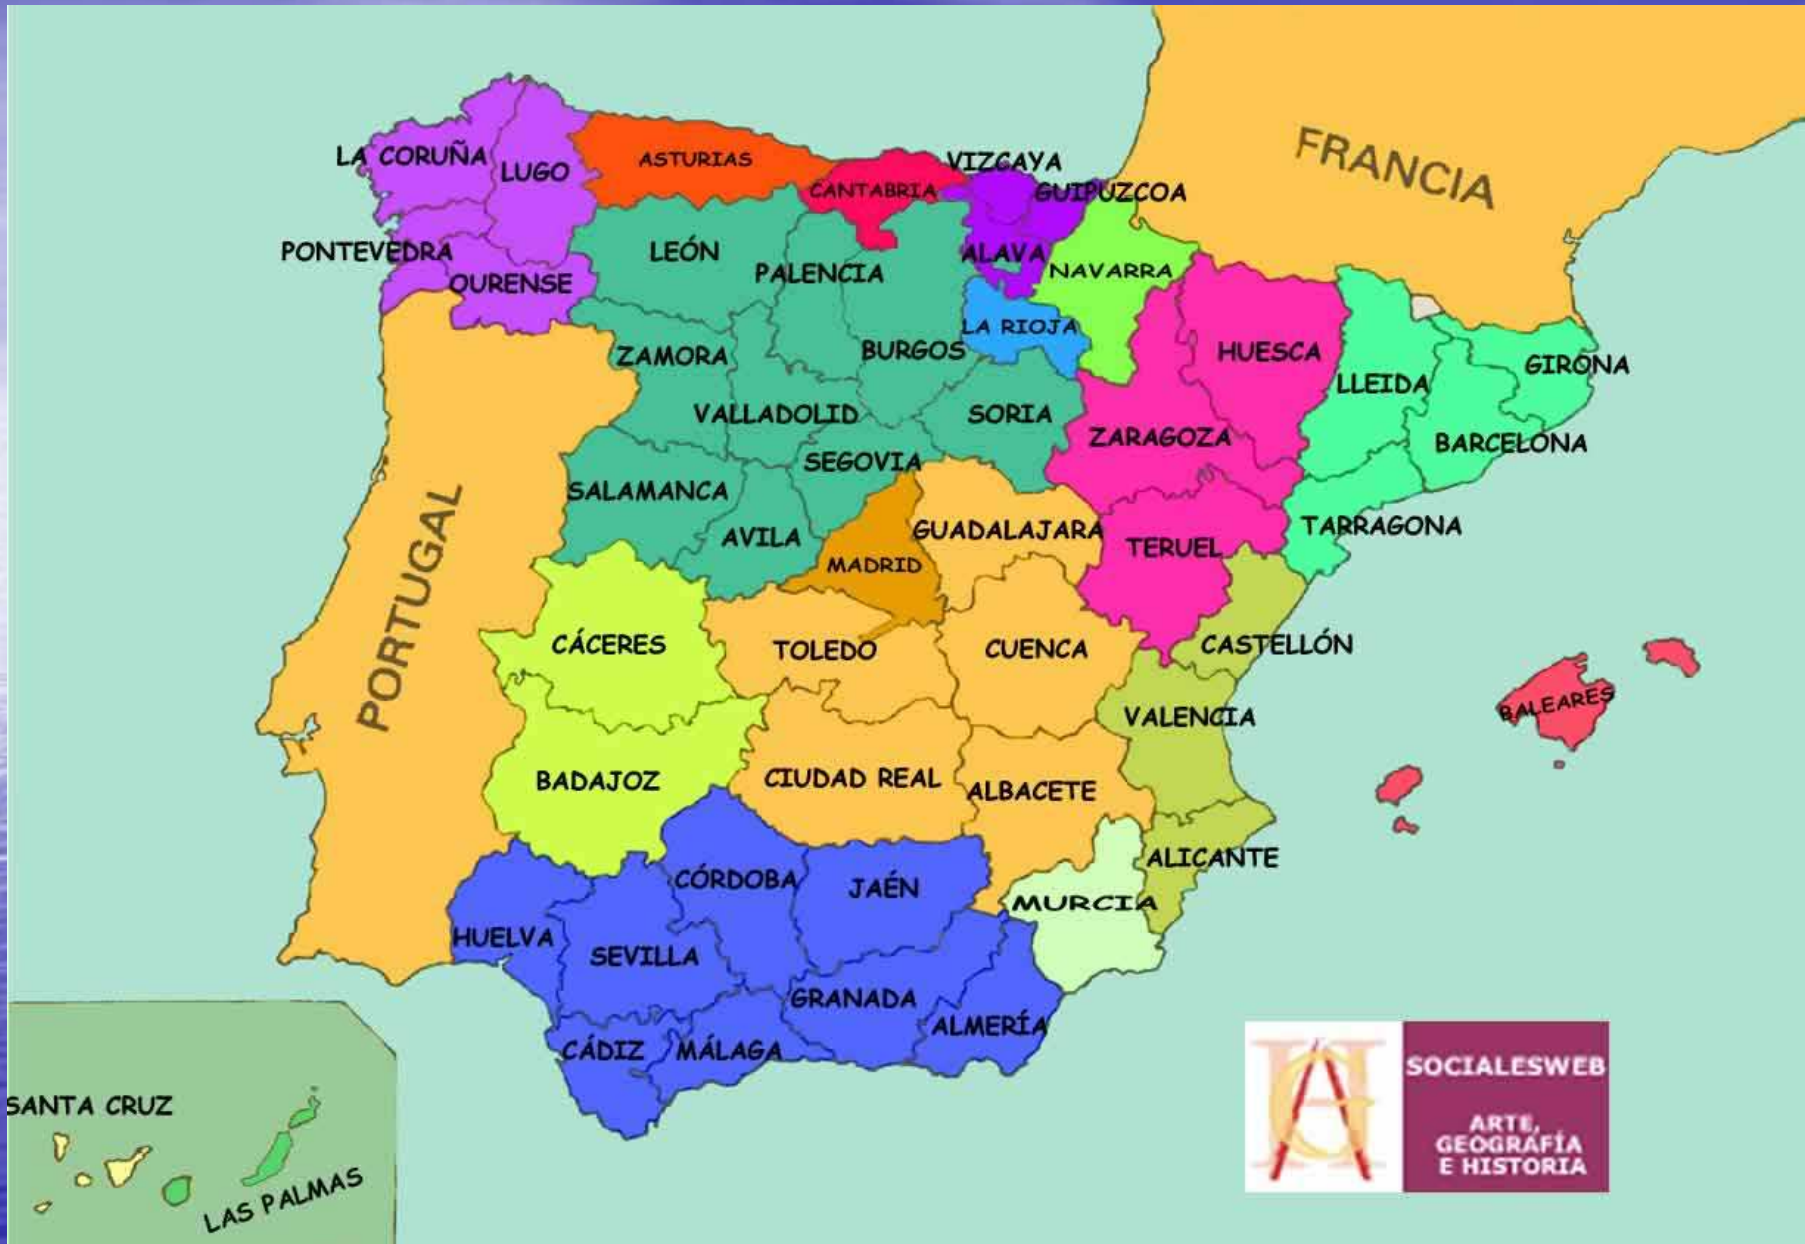 FRANCIA
LA CORUÑA
LUGO
ASTURIAS
CANTABRIA
VIZCAYA
GUIPUZCOA
PONTEVEDRA
OURENSE
LEÓN
PALENCIA
ALAVA
NAVARRA
LA RIOJA
ZAMORA
BURGOS
HUESCA
LLEIDA
GIRONA
VALLADOLID
SORIA
ZARAGOZA
BARCELONA
SEGOVIA
SALAMANCA
AVILA
GUADALAJARA
TERUEL
TARRAGONA
MADRID
PORTUGAL
CÁCERES
TOLEDO
CUENCA
CASTELLÓN
BALEARES
VALENCIA
BADAJOZ
CIUDAD REAL
ALBACETE
ALICANTE
CÓRDOBA
JAÉN
MURCIA
HUELVA
SEVILLA
GRANADA
ALMERÍA
CÁDIZ
MÁLAGA
SANTA CRUZ
LAS PALMAS
SOCIALESWEB
ARTE,
GEOGRAFÍA
E HISTORIA